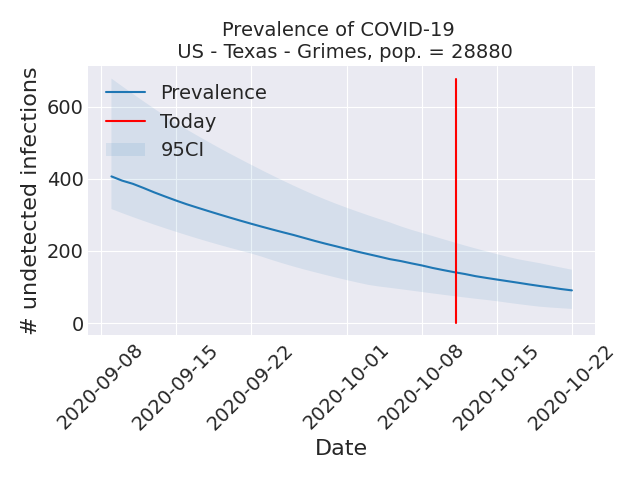 Prevalence of COVID-19
US - Texas - Grimes, pop. = 28880
# undetected infections
600
400
200
0
Prevalence
Today
95CI
2020-09-08
2020-09-15
2020-09-22
2020-10-01
2020-10-08
2020-10-15
2020-10-22
Date